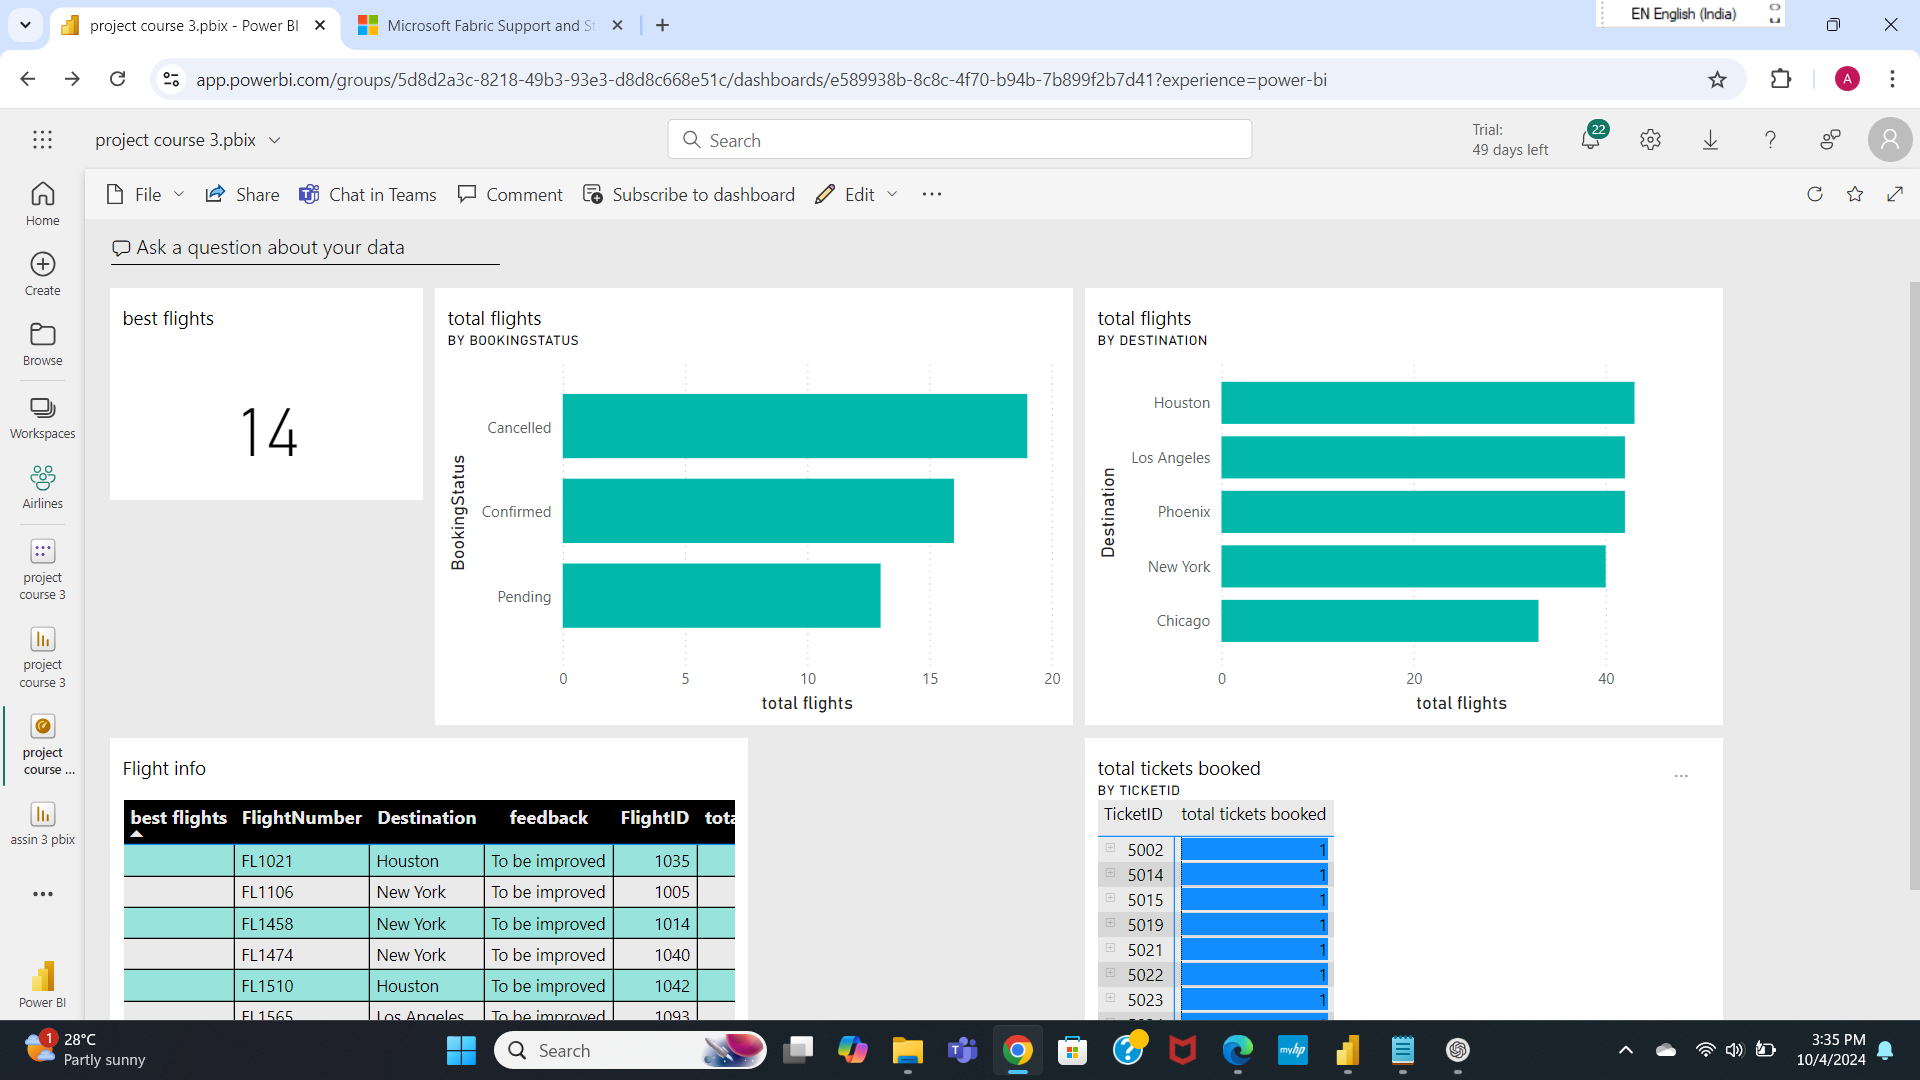 project course 3.pbix - Power BI
Microsoft Fabric Support and St
EN English (India)
app.powerbi.com/groups/5d8d2a3c-8218-49b3-93e3-d8d8c668e51c/dashboards/e589938b-8c8c-4f70-b94b-7b899f2b7d41?experience=power-bi
A
project course 3.pbix
Search
Trial:
49 days left
22
Home
Create
Browse
Workspaces
Airlines
project
course 3
project
course 3
project
course ...
assin 3 pbix
Power BI
File
Share
Chat in Teams
Comment
Subscribe to dashboard
Edit
Ask a question about your data
best flights
14
total flights
BY BOOKINGSTATUS
BookingStatus
Cancelled
Confirmed
Pending
0 5 10 15 20
total flights
total flights
BY DESTINATION
Destination
Houston
Los Angeles
Phoenix
New York
Chicago
0 20 40
total flights
Flight info
best flights FlightNumber Destination feedback FlightID tota
FL1021 Houston To be improved 1035
FL1106 New York To be improved 1005
FL1458 New York To be improved 1014
FL1474 New York To be improved 1040
FL1510 Houston To be improved 1042
FL1565 Los Angeles To be improved 1093
total tickets booked
BY TICKETID
TicketID total tickets booked
5002 1
5014 1
5015 1
5019 1
5021 1
5022 1
5023 1
1
28°C
Partly sunny
Search
myhp
3:35 PM
10/4/2024